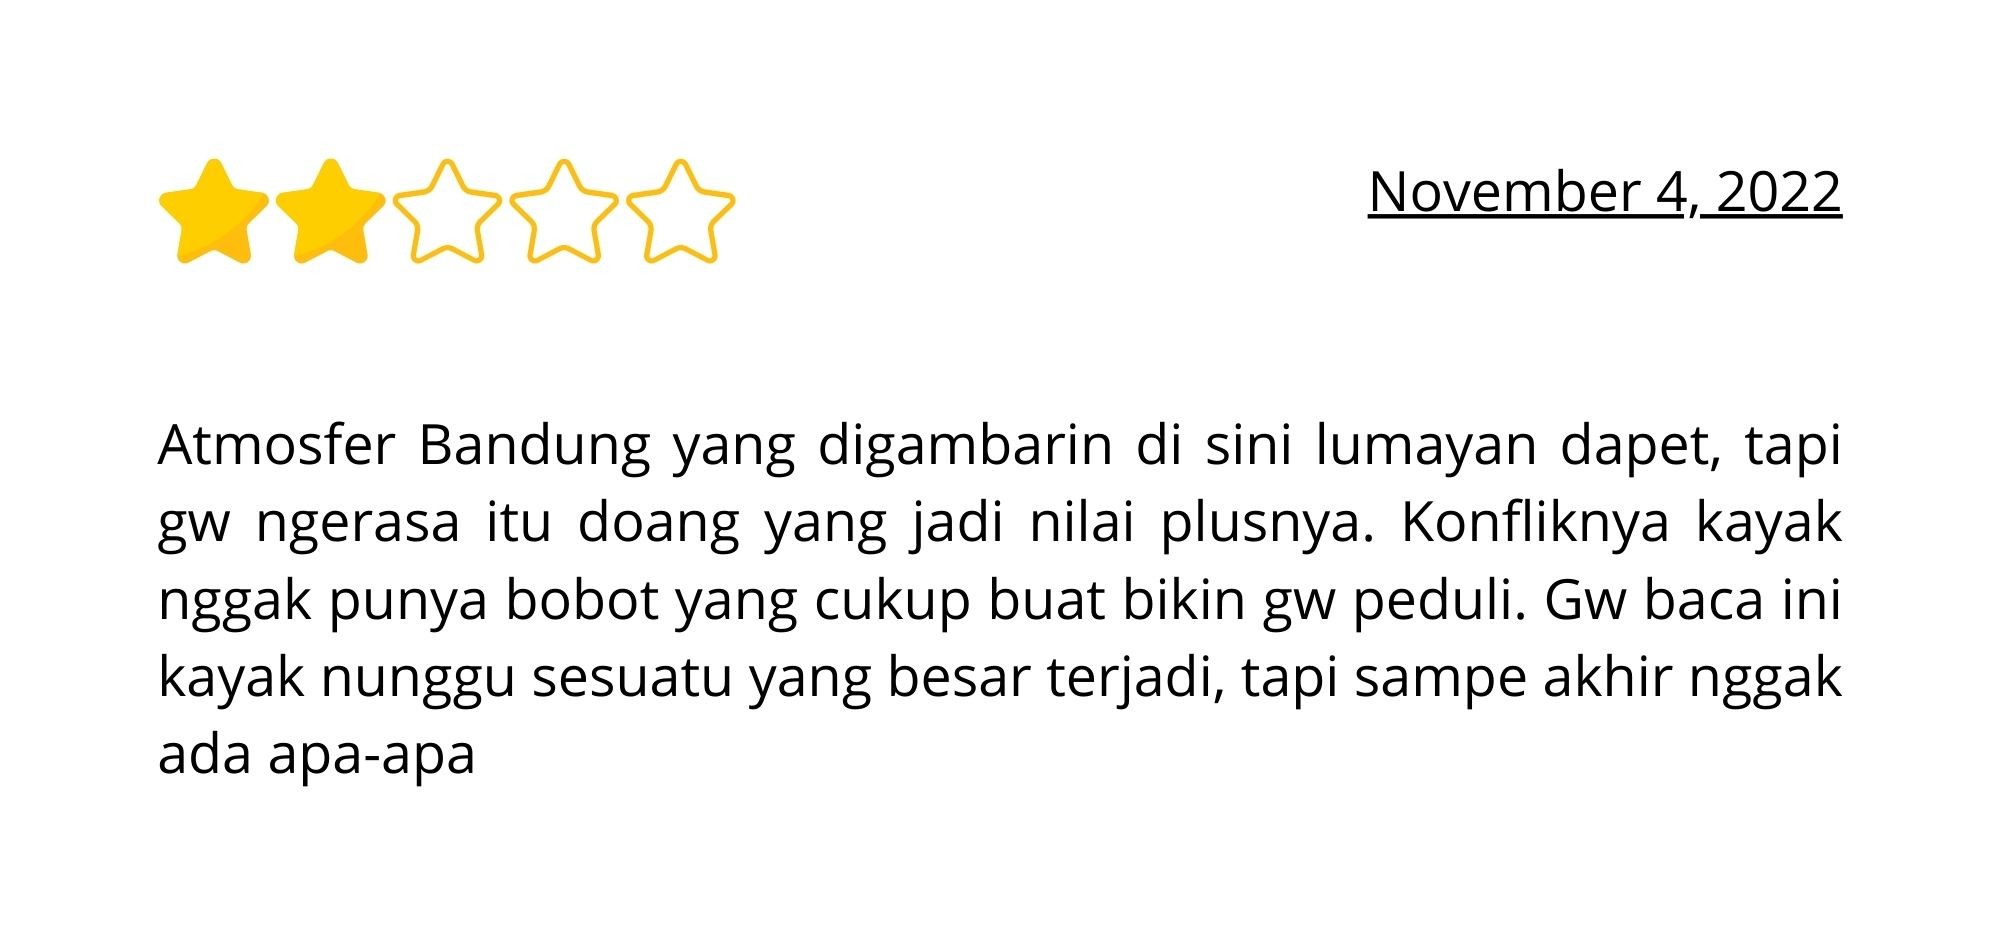 November 4, 2022
Atmosfer Bandung yang digambarin di sini lumayan dapet, tapi
gw ngerasa itu doang yang jadi nilai plusnya. Konfliknya kayak
nggak punya bobot yang cukup buat bikin gw peduli. Gw baca ini
kayak nunggu sesuatu yang besar terjadi, tapi sampe akhir nggak
ada apa-apa